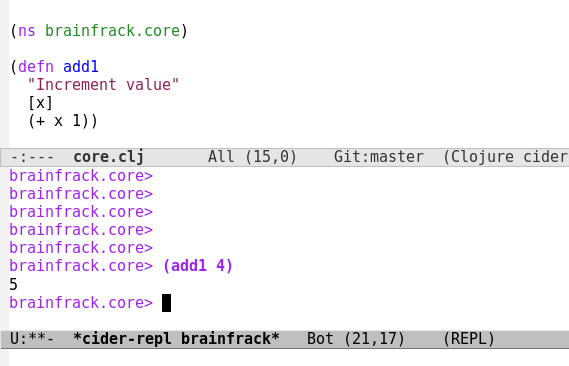 (ns brainfrack.core)
(defn add1
"Increment value"
[x]
(+ x 1))
-:--- core.clj All (15,0) Git:master (Clojure cider
brainfrack.core>
brainfrack.core>
brainfrack.core>
brainfrack.core>
brainfrack.core>
brainfrack.core> (add1 4)
5
brainfrack.core>
U:**- *cider-repl brainfrack* Bot (21,17) (REPL)